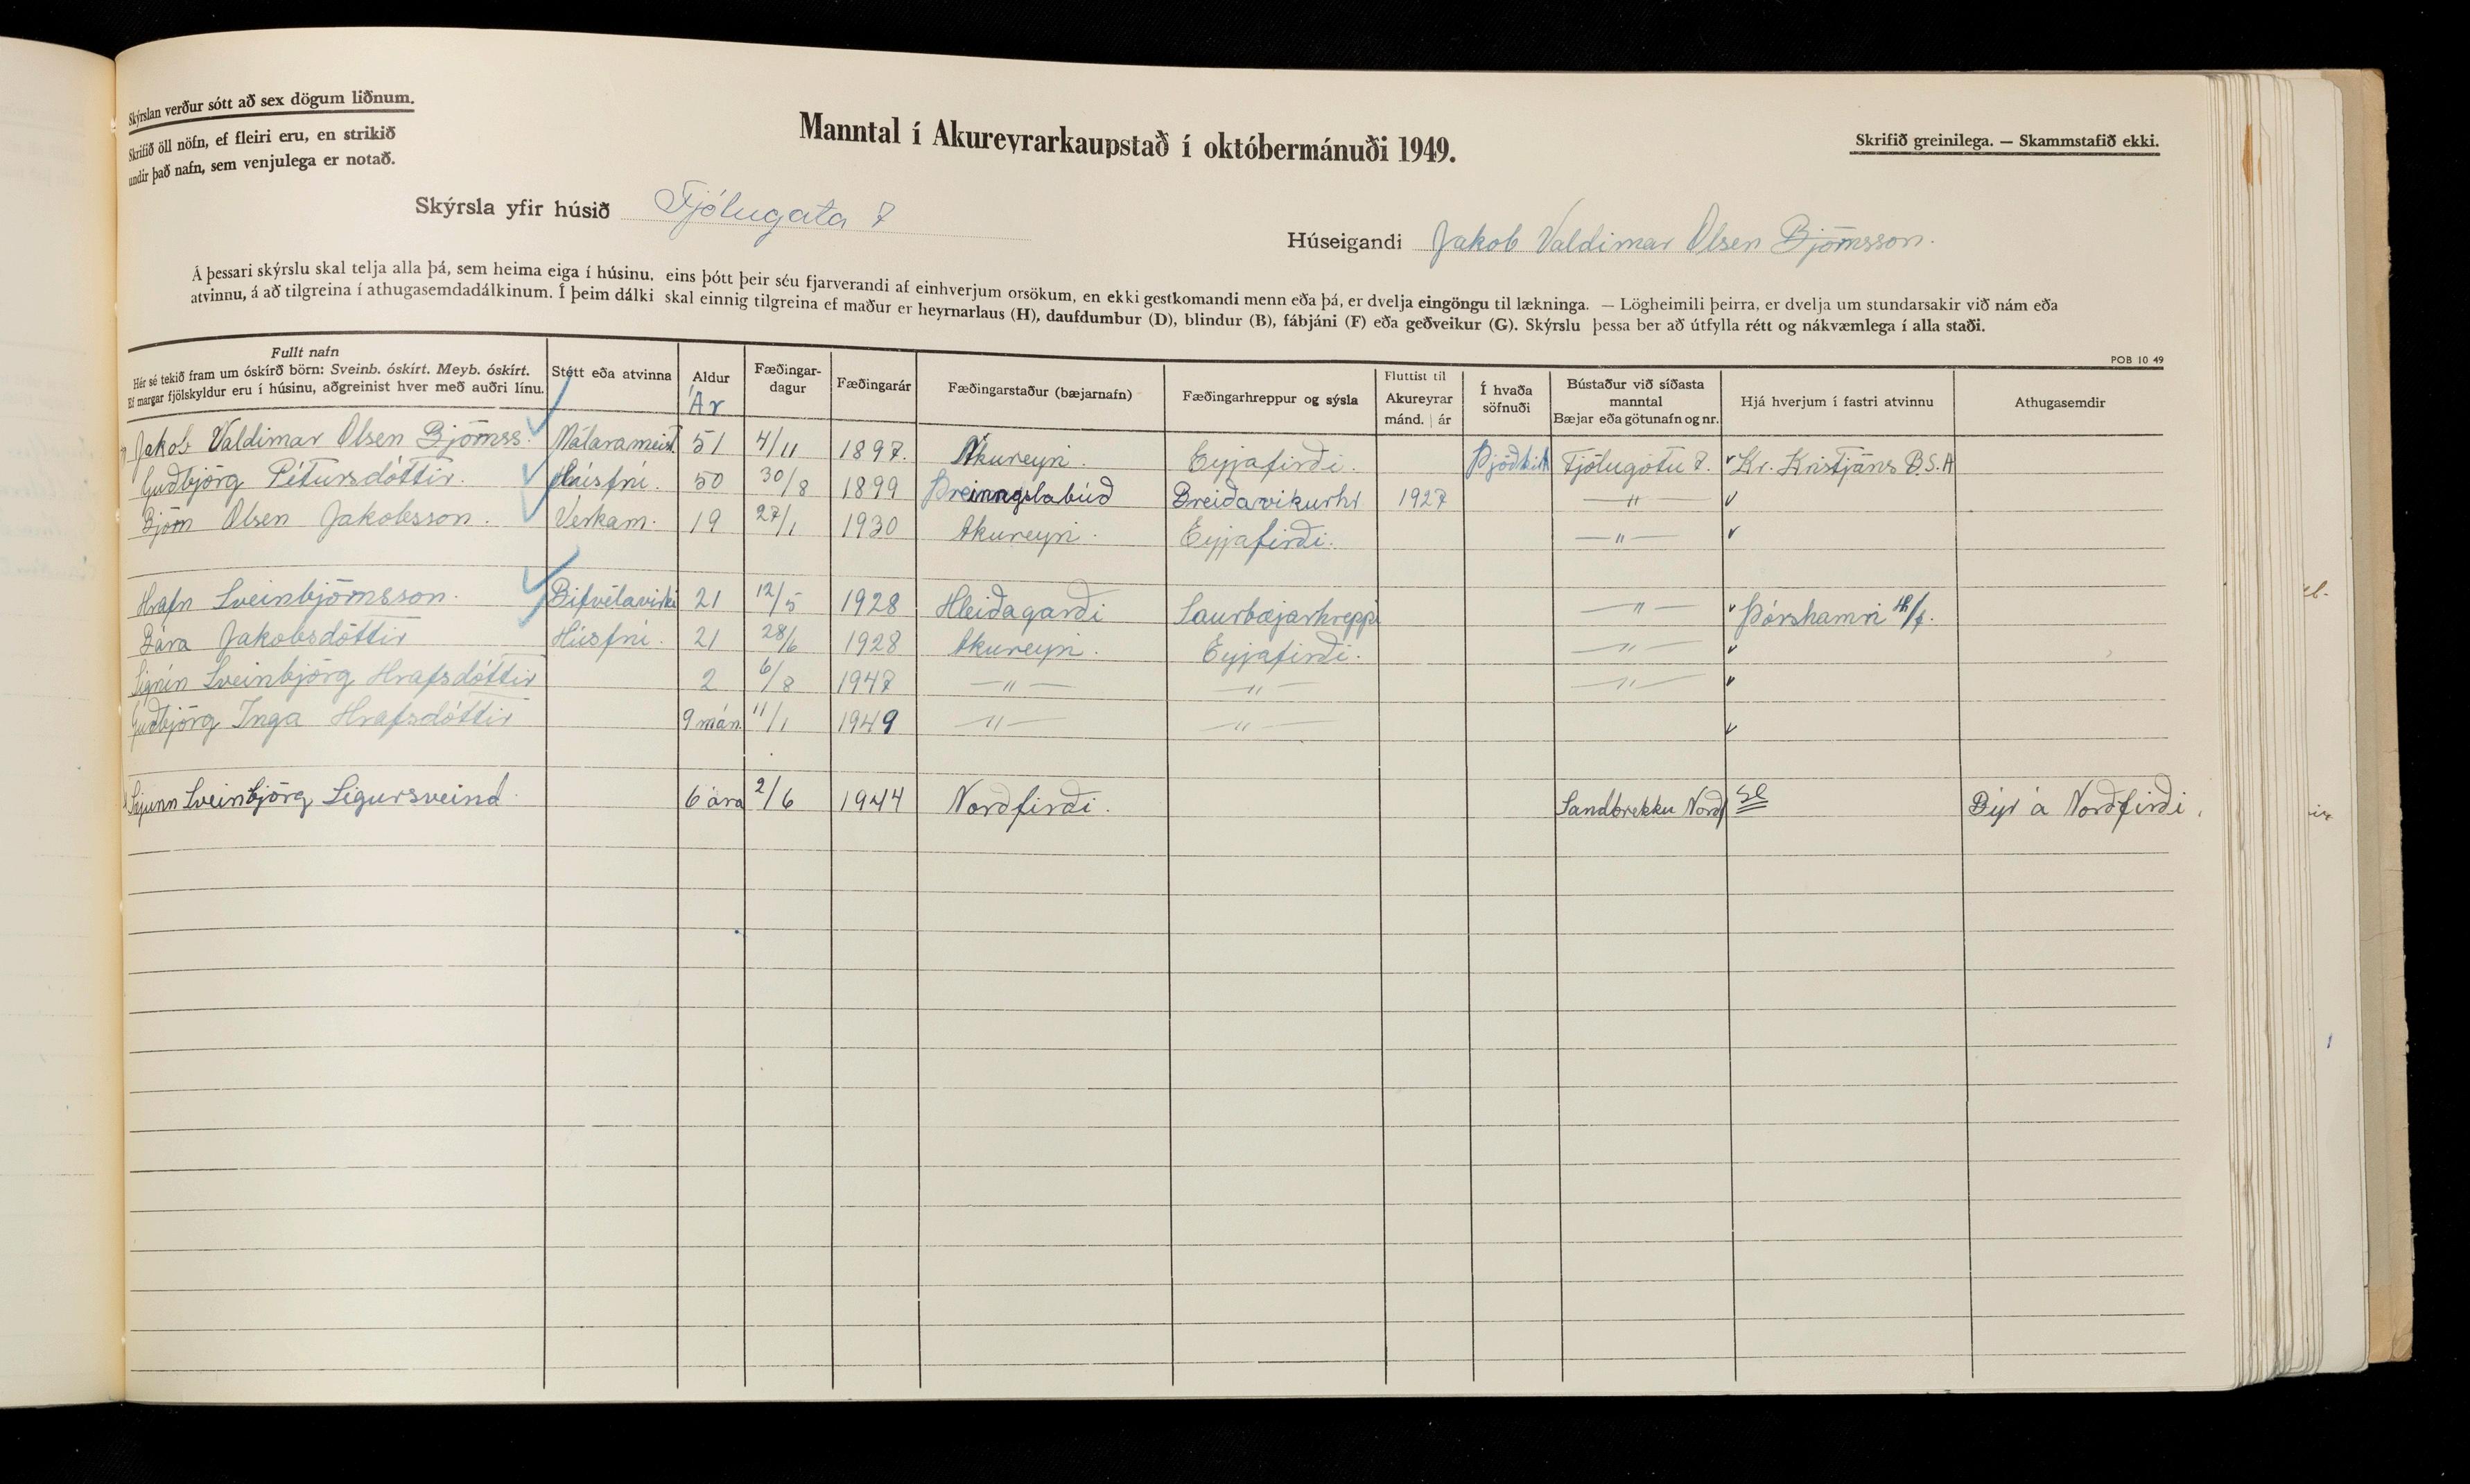 Skýrslan verður sótt að sex dögum liðnum.
Skrifið öll nöfn, ef fleiri eru, en strikið
undir það nafn, sem venjulega er notað.
Manntal í Akureyrarkaupstað í októbermánuði 1949.
Skrifið greinilega. — Skammstafið ekki.
Skýrsla yfir húsið Fjólugata 7
Húseigandi Jakob Valdimar Olsen Björnsson.
Á þessari skýrslu skal telja alla þá, sem heima eiga í húsinu, eins þótt þeir séu fjarverandi af einhverjum orsökum, en ekki gestkomandi menn eða þá, er dvelja eingöngu til lækninga. — Lögheimili þeirra, er dvelja um stundarsakir við nám eða
atvinnu, á að tilgreina í athugasemdadálkinum. Í þeim dálki skal einnig tilgreina ef maður er heyrnarlaus (H), daufdumbur (D), blindur (B), fábjáni (F) eða geðveikur (G). Skýrslu þessa ber að útfylla rétt og nákvæmlega í alla staði.
POB 10 49
Fullt nafn
Hér sé tekið fram um óskírð börn: Sveinb. óskírt. Meyb. óskírt.
Ef margar fjölskyldur eru í húsinu, aðgreinist hver með auðri línu.
Stétt eða atvinna
Aldur
Ár
Fæðingar-
dagur
Fæðingarár
Fæðingarstaður (bæjarnafn)
Fæðingarhreppur og sýsla
Fluttist til
Akureyrar
mánd. | ár
Í hvaða
söfnuði
Bústaður við síðasta
manntal
Bæjar eða götunafn og nr.
Hjá hverjum í fastri atvinnu
Athugasemdir
Jakob Valdimar Olsen Björnss. Málarameist. 51 4/11 1897. Akureyri. Eyjafirði. Þjóðkirk Fjólugötu 7. Kr. Kristjáns B.S.A
Guðbjörg Pétursdóttir. Húsfrú. 50 30/8 1899 Breiðavikurhr 1927 —"—
Björn Olsen Jakobsson. Verkam. 19 27/1 1930 Akureyri. Eyjafirði. —"—
Hrafn Sveinbjörnsson. Bifvélavirki 21 12/5 1928 Hleiðagarði Saurbæjarhreppi —"— Þórshamri h/f.
Bára Jakobsdóttir Húsfrú. 21 28/6 1928 Akureyri. Eyjafirði. —"—
Sigrún Sveinbjörg Hrafsdóttir 2 6/8 1947 —"— —"— —"—
Guðbjörg Inga Hrafsdóttir 9 mán. 11/1 1949 —"— —"—
Sveinbjörg Sigursveind 6 ára 2/6 1944 Norðfirði. Sandbrekku Norðf Býr á Norðfirði.